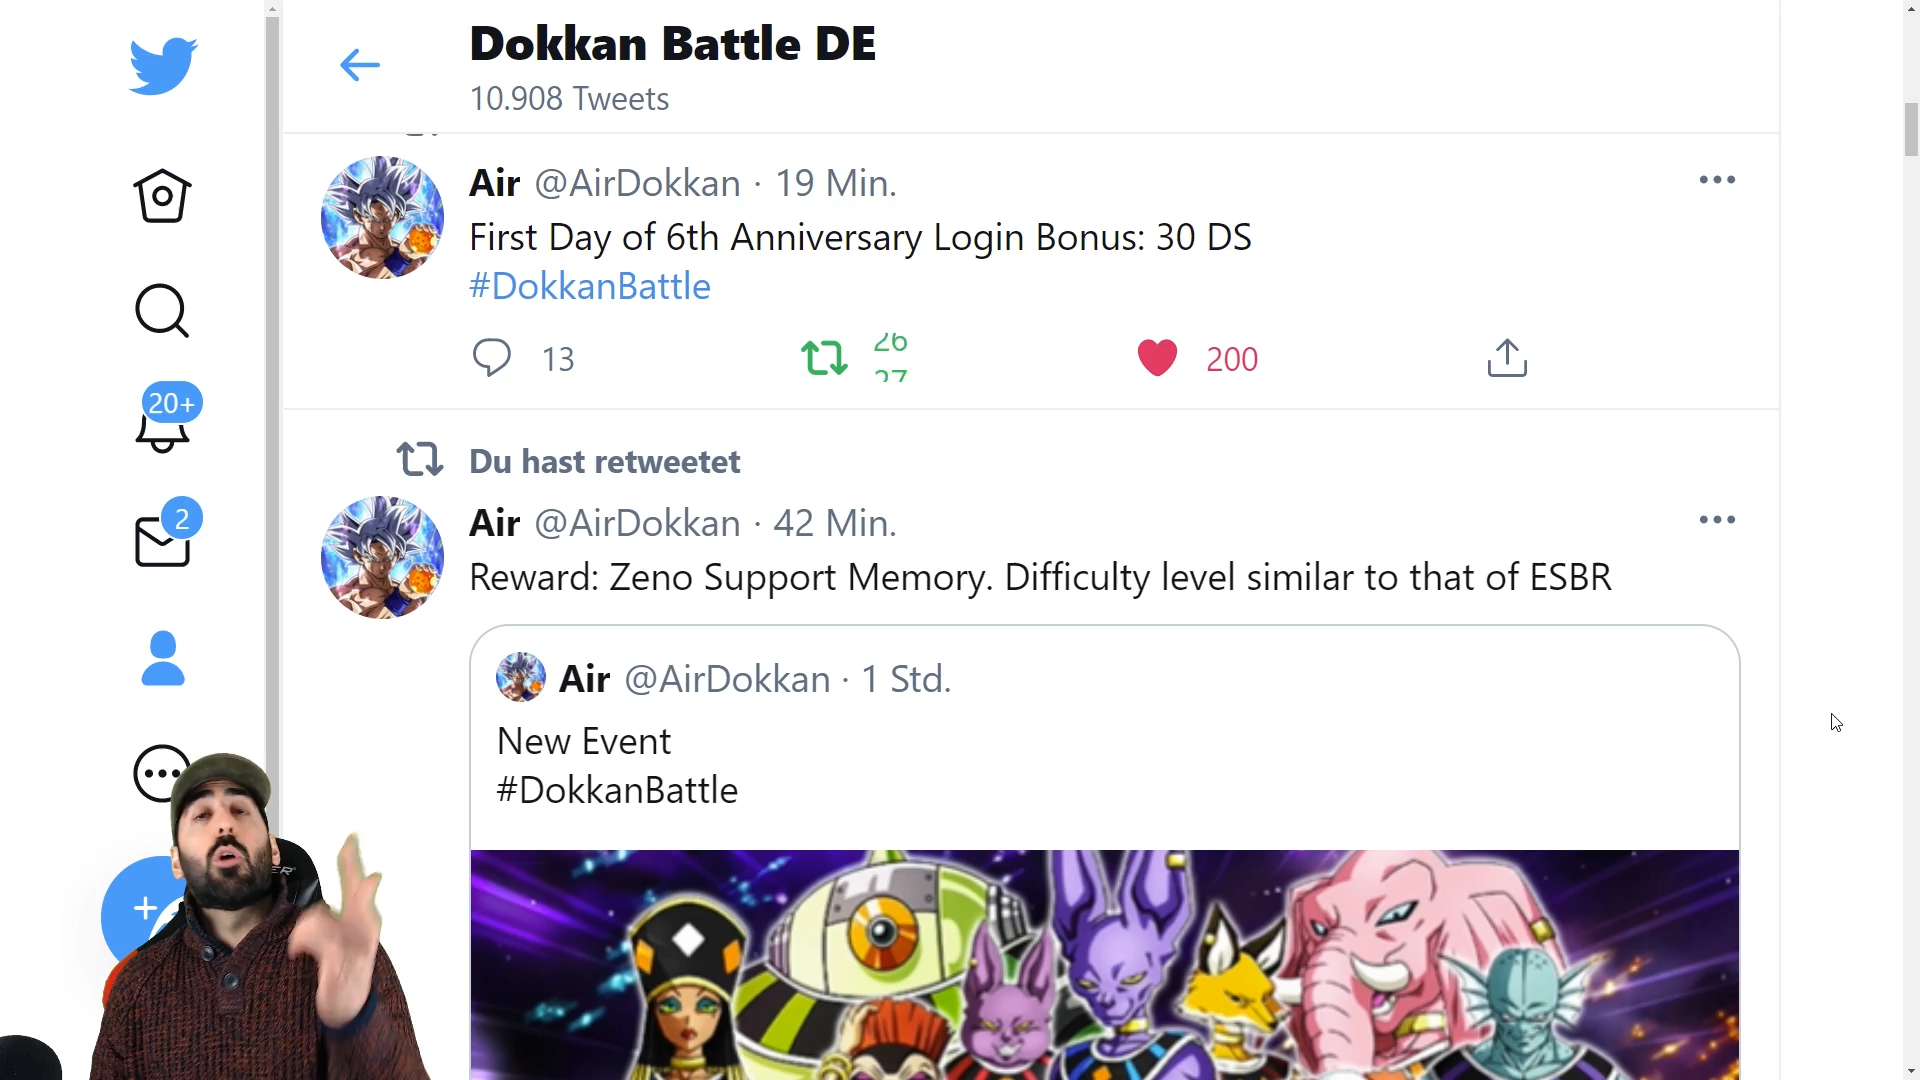 Dokkan Battle DE
10.908 Tweets
Air @AirDokkan · 19 Min.
First Day of 6th Anniversary Login Bonus: 30 DS
#DokkanBattle
13
26
27
200
20+
2
Du hast retweetet
Air @AirDokkan · 42 Min.
Reward: Zeno Support Memory. Difficulty level similar to that of ESBR
Air @AirDokkan · 1 Std.
New Event
#DokkanBattle